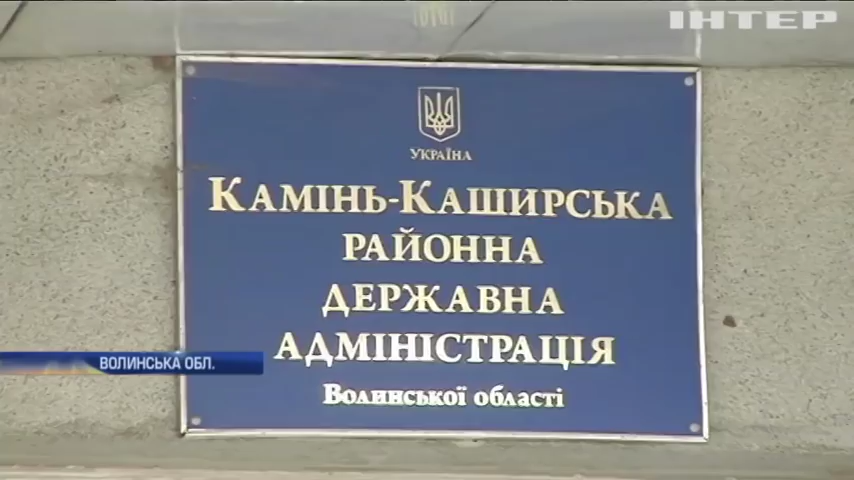 ІНТЕР
УКРАЇНА
КАМІНЬ-КАШИРСЬКА
РАЙОННА
ДЕРЖАВНА
АДМІНІСТРАЦІЯ
Волинської області
ВОЛИНСЬКА ОБЛ.